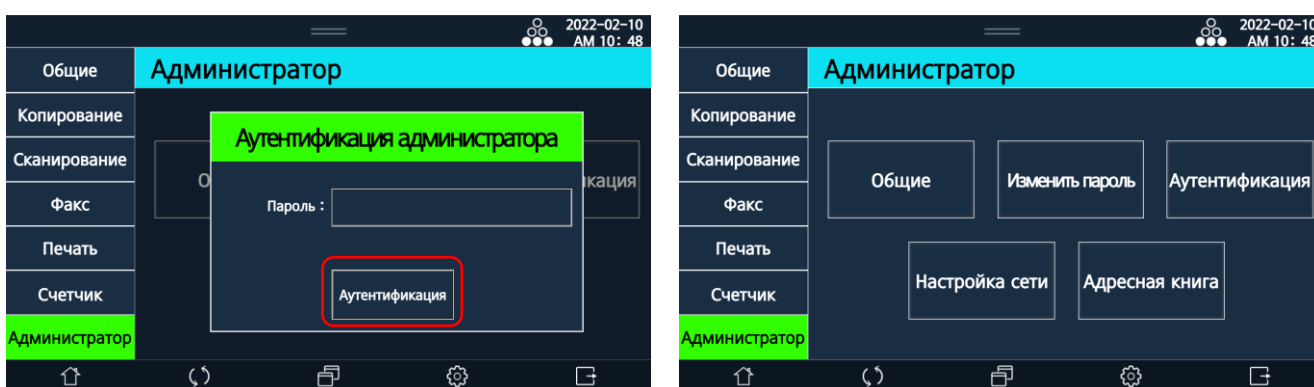 2022-02-10
AM 10: 48
Общие
Администратор
Копирование
Аутентификация администратора
Сканирование
О
икация
Факс
Пароль :
Печать
Счетчик
Аутентификация
Администратор
2022-02-10
AM 10: 48
Общие
Администратор
Копирование
Сканирование
Общие
Изменить пароль
Аутентификация
Факс
Печать
Настройка сети
Адресная книга
Счетчик
Администратор